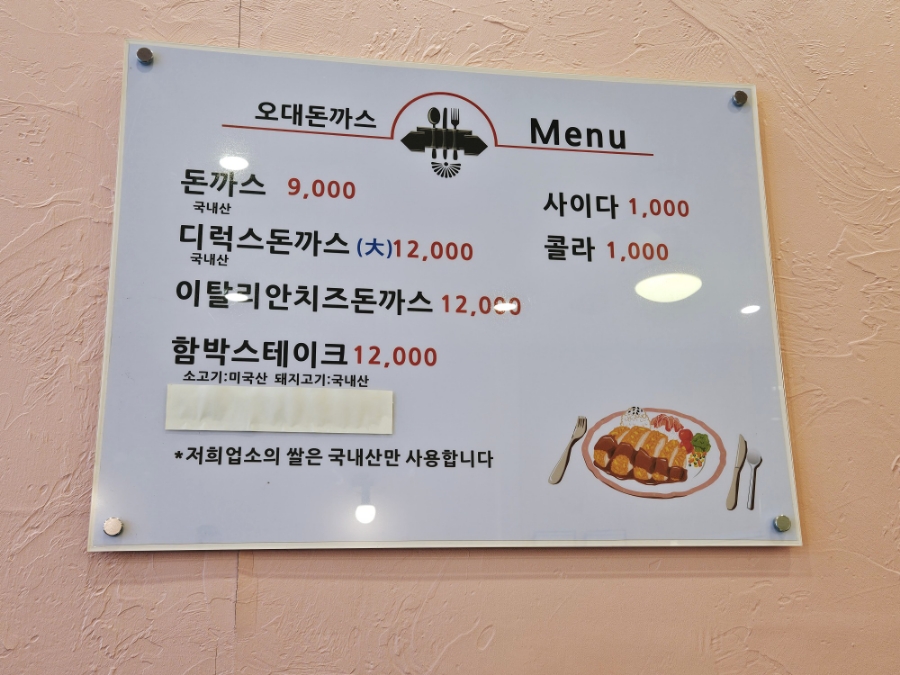 오대돈까스
Menu
돈까스 9,000
국내산
디럭스돈까스(大)12,000
국내산
이탈리안치즈돈까스 12,000
함박스테이크 12,000
소고기:미국산 돼지고기:국내산
*저희업소의 쌀은 국내산만 사용합니다
사이다 1,000
콜라 1,000